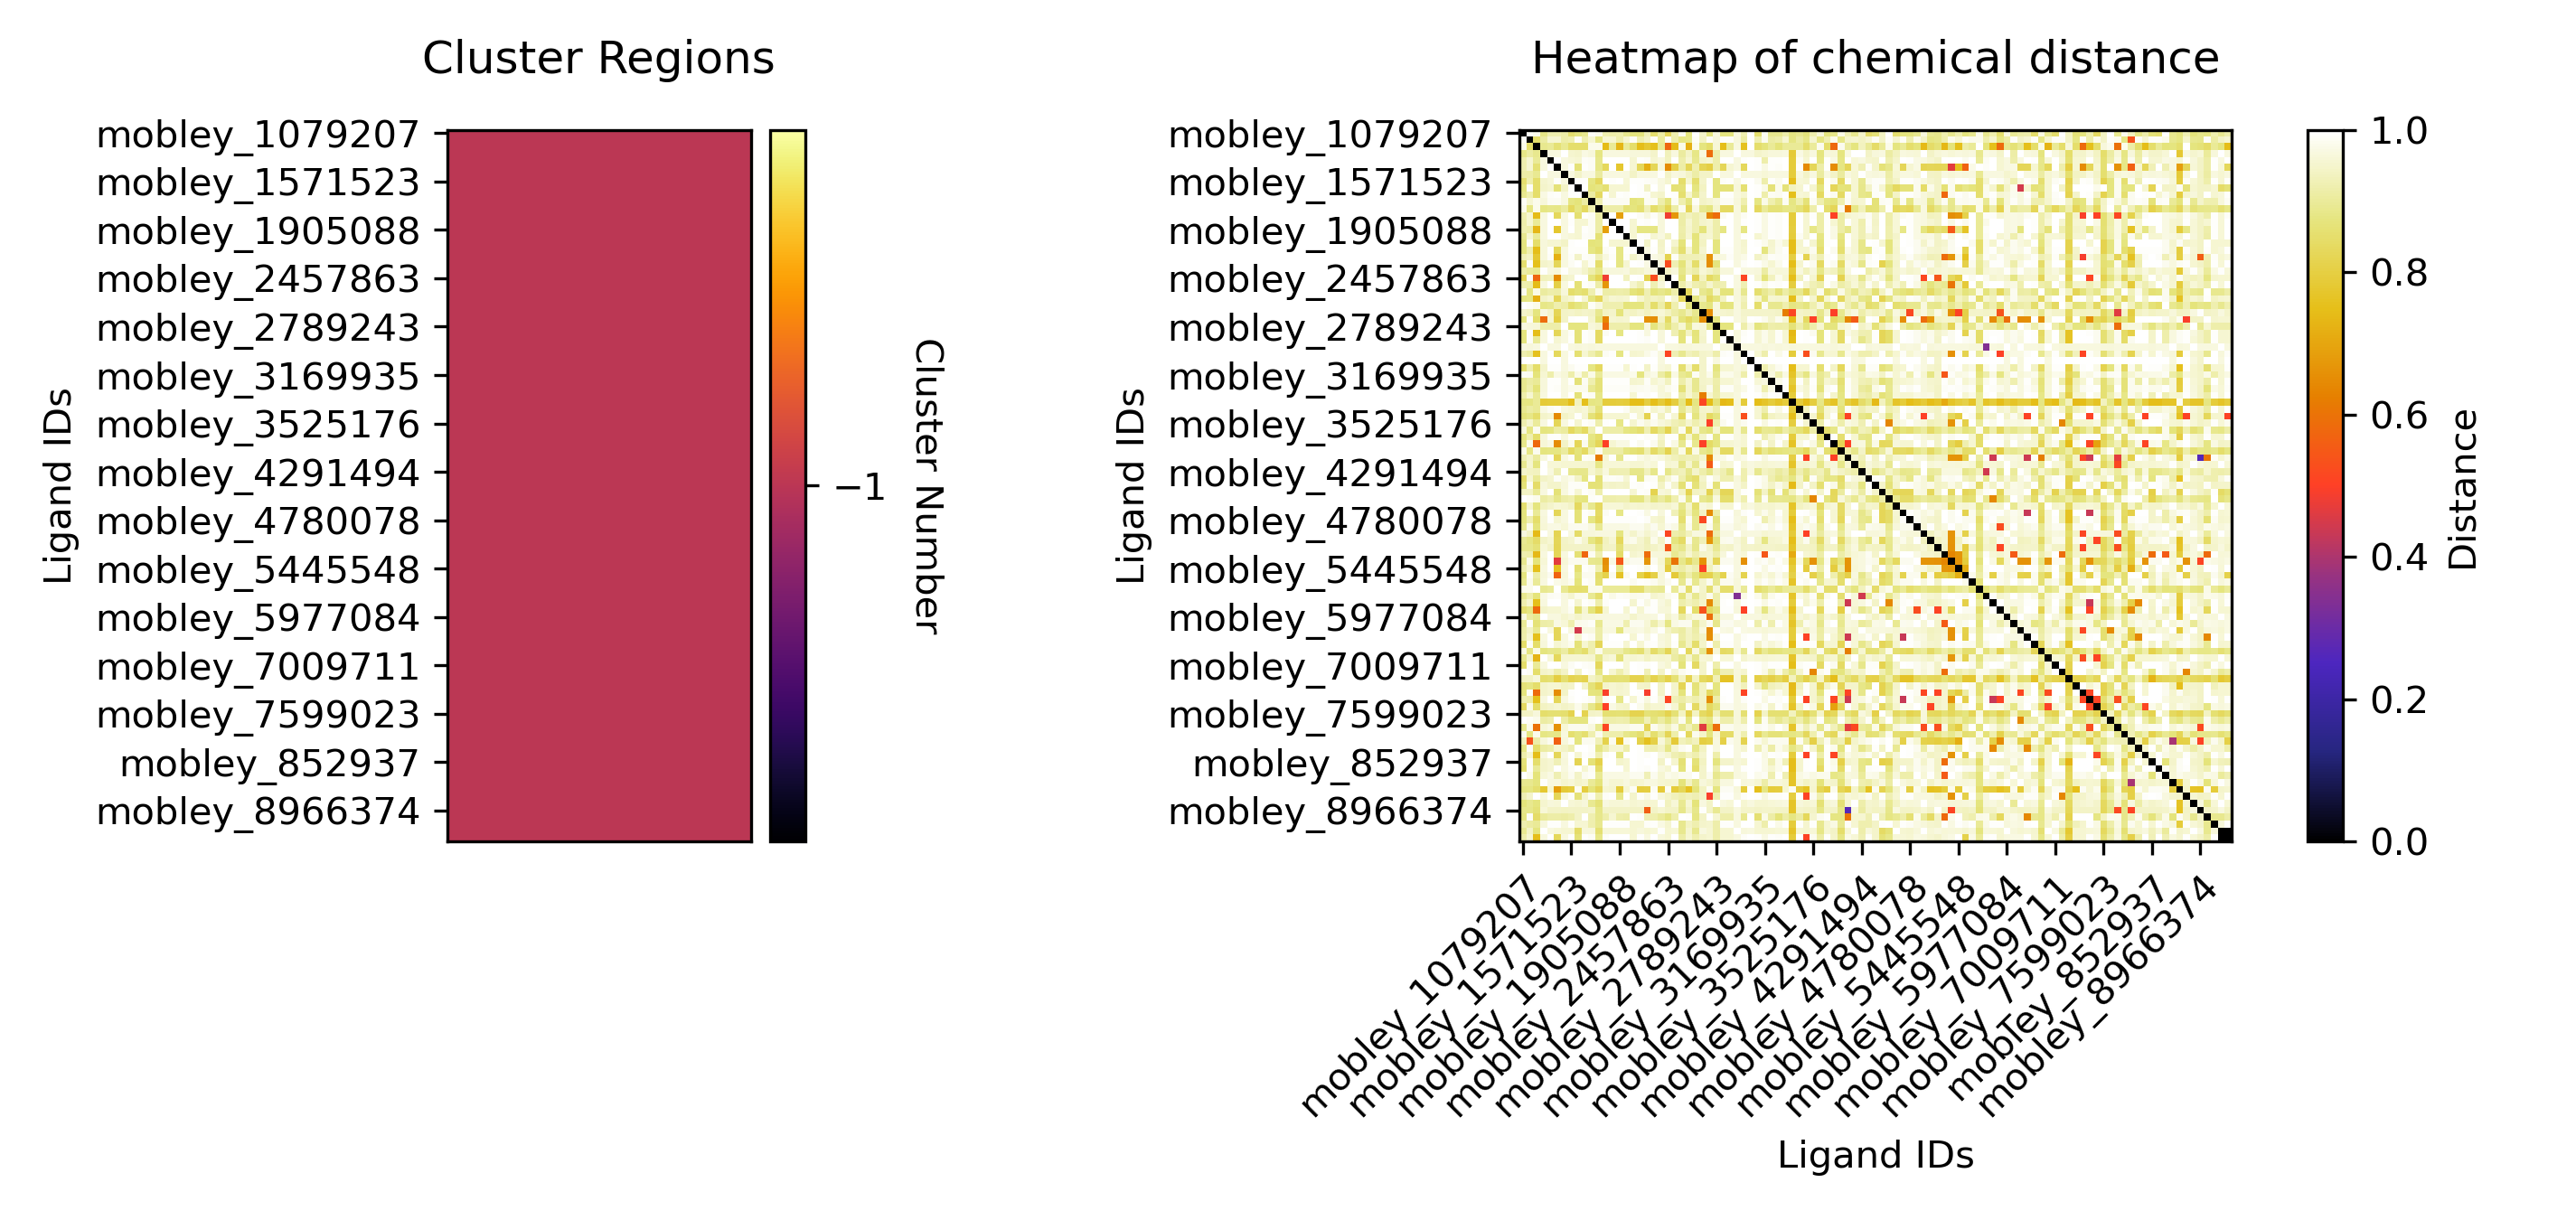 Cluster Regions
Ligand IDs
mobley_1079207
mobley_1571523
mobley_1905088
mobley_2457863
mobley_2789243
mobley_3169935
mobley_3525176
mobley_4291494
mobley_4780078
mobley_5445548
mobley_5977084
mobley_7009711
mobley_7599023
mobley_852937
mobley_8966374
−1
Cluster Number
Heatmap of chemical distance
Ligand IDs
mobley_1079207
mobley_1571523
mobley_1905088
mobley_2457863
mobley_2789243
mobley_3169935
mobley_3525176
mobley_4291494
mobley_4780078
mobley_5445548
mobley_5977084
mobley_7009711
mobley_7599023
mobley_852937
mobley_8966374
mobley_1079207
mobley_1571523
mobley_1905088
mobley_2457863
mobley_2789243
mobley_3169935
mobley_3525176
mobley_4291494
mobley_4780078
mobley_5445548
mobley_5977084
mobley_7009711
mobley_7599023
mobley_852937
mobley_8966374
Ligand IDs
1.0
0.8
0.6
0.4
0.2
0.0
Distance